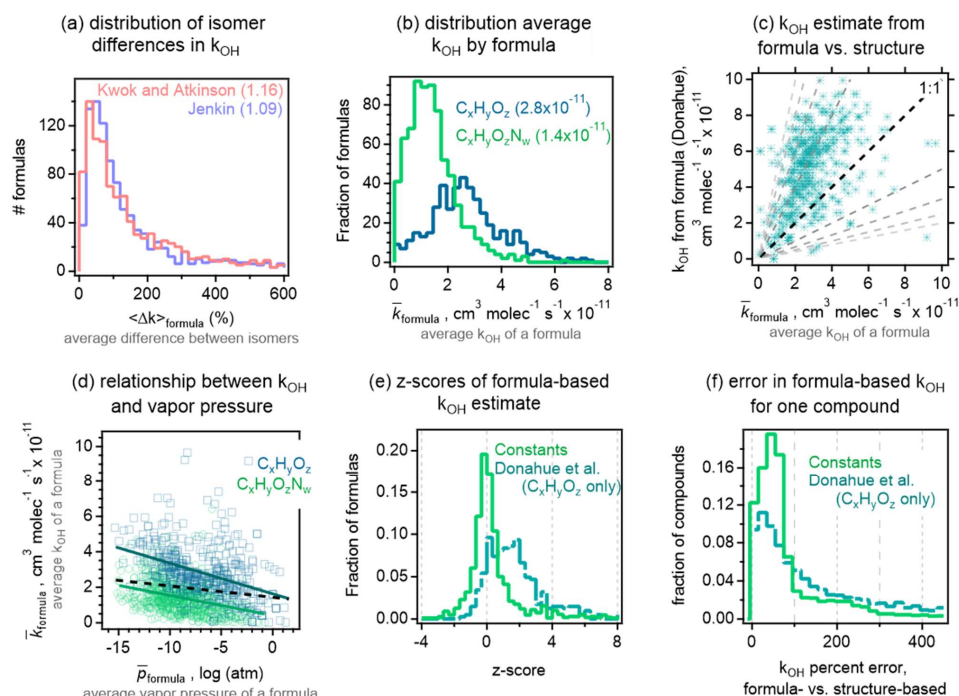 (a) distribution of isomer
differences in kOH
Kwok and Atkinson (1.16)
Jenkin (1.09)
# formulas
120
80
40
0
0
200
400
600
<Δk>formula (%)
average difference between isomers
(b) distribution average
kOH by formula
CxHyOz (2.8x10-11)
CxHyOzNw (1.4x10-11)
Fraction of formulas
80
60
40
20
0
0
2
4
6
8
k̅formula , cm3 molec-1 s-1 x 10-11
average kOH of a formula
(c) kOH estimate from
formula vs. structure
1:1
kOH from formula (Donahue),
cm3 molec-1 s-1 x 10-11
10
8
6
4
2
0
0
2
4
6
8
10
k̅formula , cm3 molec-1 s-1 x 10-11
average kOH of a formula
(d) relationship between kOH
and vapor pressure
CxHyOz
CxHyOzNw
k̅formula , cm3 molec-1 s-1 x 10-11
average kOH of a formula
10
8
6
4
2
0
-15
-10
-5
0
p̅formula , log (atm)
average vapor pressure of a formula
(e) z-scores of formula-based
kOH estimate
Constants
Donahue et al.
(CxHyOz only)
Fraction of formulas
0.20
0.15
0.10
0.05
0.00
-4
0
4
8
z-score
(f) error in formula-based kOH
for one compound
Constants
Donahue et al.
(CxHyOz only)
fraction of compounds
0.16
0.12
0.08
0.04
0.00
0
100
200
300
400
kOH percent error,
formula- vs. structure-based